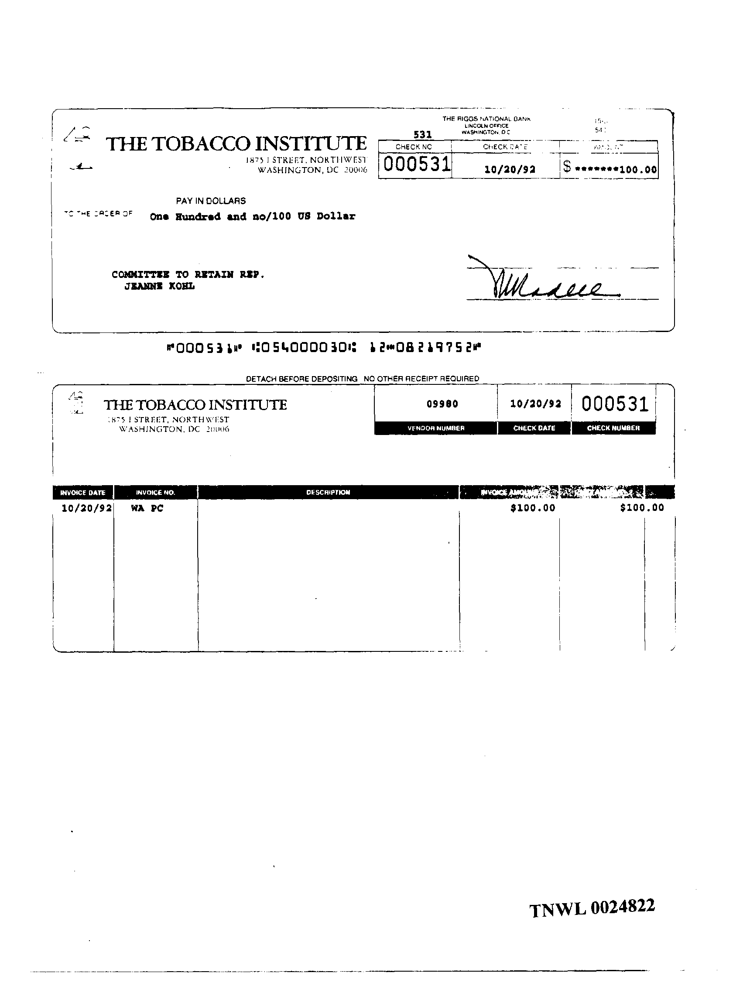 THE RIGGS NATIONAL BANK
LINCOLN OFFICE
WASHINGTON, D C
531
THE TOBACCO INSTITUTE
1875 I STREET, NORTHWEST
WASHINGTON, DC 20006
CHECK NO
CHECK DATE
AMOUNT
000531
10/20/92
$ *******100.00
PAY IN DOLLARS
TO THE ORDER OF One Hundred and no/100 US Dollar
COMMITTEE TO RETAIN REP.
JEANNE KOHL
⑈000531⑈ ⑆054000030⑆ 12⑈08219752⑈
DETACH BEFORE DEPOSITING NO OTHER RECEIPT REQUIRED
THE TOBACCO INSTITUTE
1875 I STREET, NORTHWEST
WASHINGTON, DC 20006
09980
10/20/92
000531
VENDOR NUMBER
CHECK DATE
CHECK NUMBER
INVOICE DATE
INVOICE NO.
DESCRIPTION
INVOICE AMOUNT
10/20/92
WA PC
$100.00
$100.00
TNWL 0024822